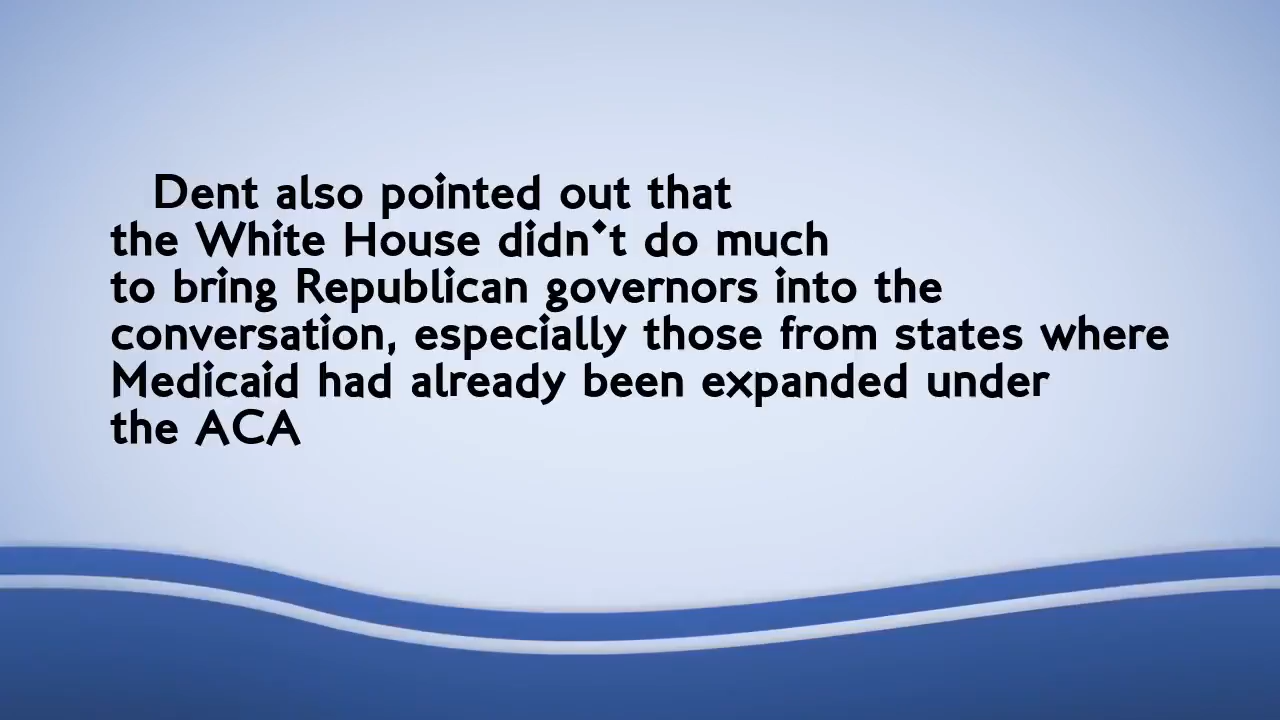 Dent also pointed out that
the White House didn't do much
to bring Republican governors into the
conversation, especially those from states where
Medicaid had already been expanded under
the ACA